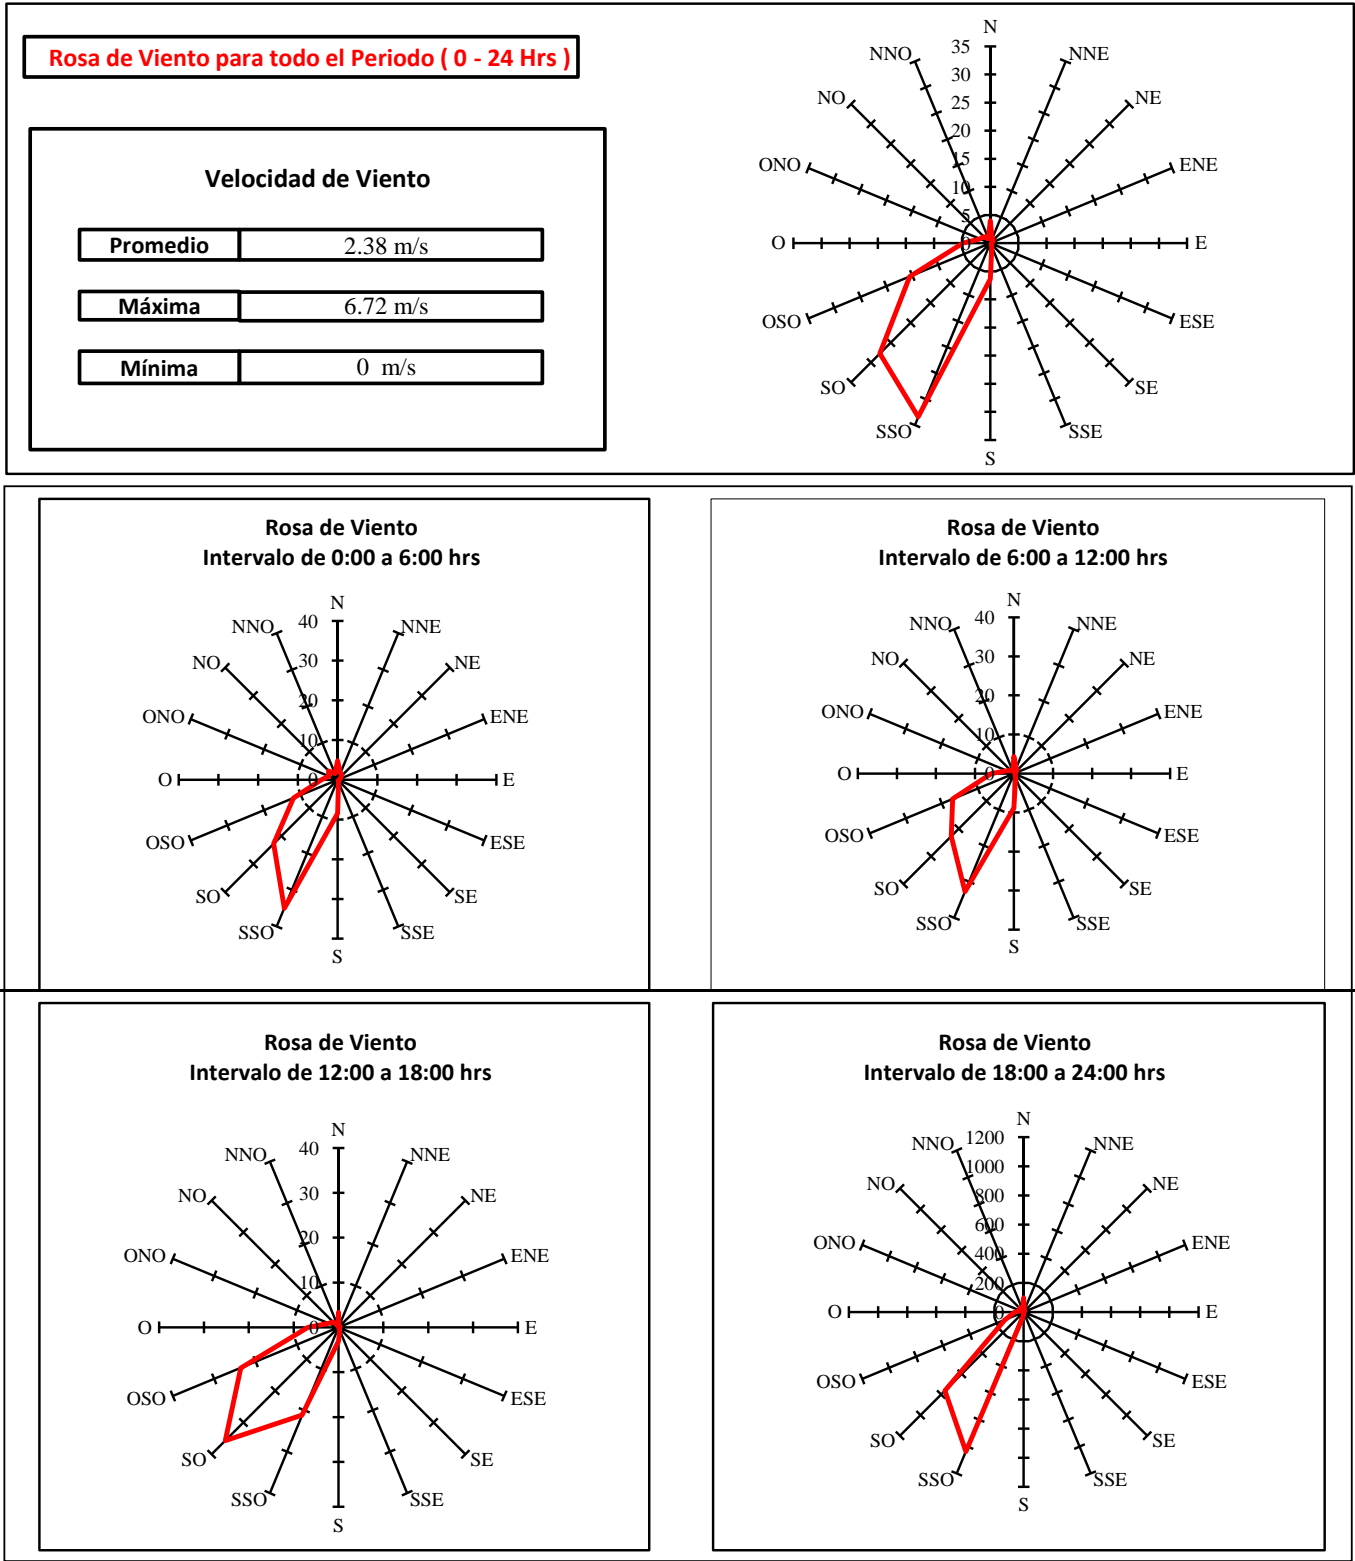 Rosa de Viento para todo el Periodo ( 0 - 24 Hrs )
Velocidad de Viento
Promedio 2.38 m/s
Máxima 6.72 m/s
Mínima 0 m/s
N
NNE
NE
ENE
E
ESE
SE
SSE
S
SSO
SO
OSO
O
ONO
NO
NNO
35
30
25
20
15
10
5
0
Rosa de Viento
Intervalo de 0:00 a 6:00 hrs
N
NNE
NE
ENE
E
ESE
SE
SSE
S
SSO
SO
OSO
O
ONO
NO
NNO
40
30
20
10
0
Rosa de Viento
Intervalo de 6:00 a 12:00 hrs
N
NNE
NE
ENE
E
ESE
SE
SSE
S
SSO
SO
OSO
O
ONO
NO
NNO
40
30
20
10
0
Rosa de Viento
Intervalo de 12:00 a 18:00 hrs
N
NNE
NE
ENE
E
ESE
SE
SSE
S
SSO
SO
OSO
O
ONO
NO
NNO
40
30
20
10
0
Rosa de Viento
Intervalo de 18:00 a 24:00 hrs
N
NNE
NE
ENE
E
ESE
SE
SSE
S
SSO
SO
OSO
O
ONO
NO
NNO
1200
1000
800
600
400
200
0